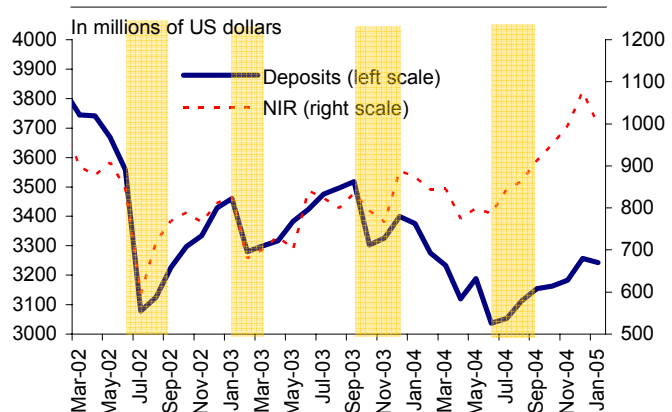 In millions of US dollars
4000
3900
3800
3700
3600
3500
3400
3300
3200
3100
3000
1200
1100
1000
900
800
700
600
500
Deposits (left scale)
NIR (right scale)
Mar-02
May-02
Jul-02
Sep-02
Nov-02
Jan-03
Mar-03
May-03
Jul-03
Sep-03
Nov-03
Jan-04
Mar-04
May-04
Jul-04
Sep-04
Nov-04
Jan-05